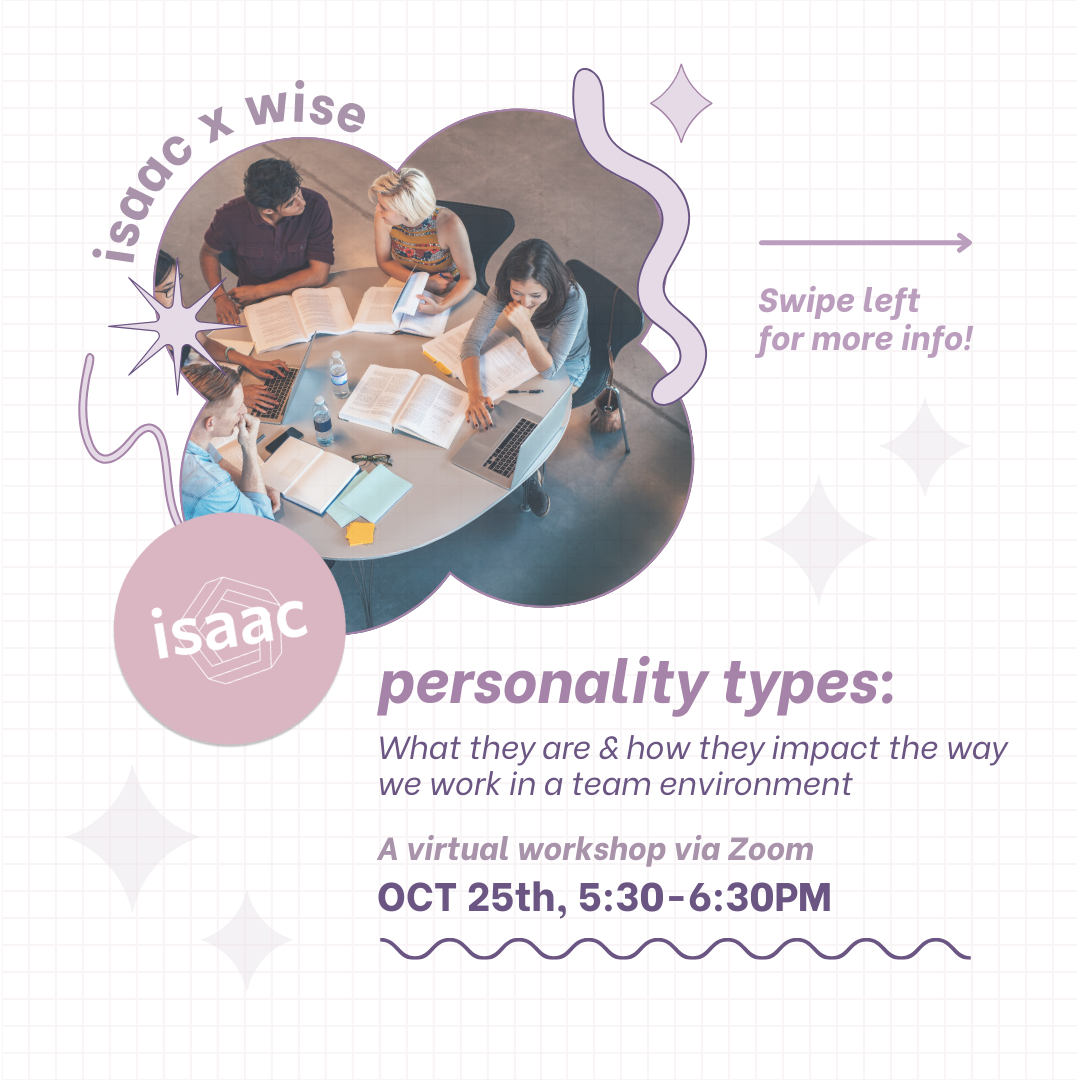 isaac x wise
Swipe left
for more info!
isaac
personality types:
What they are & how they impact the way
we work in a team environment
A virtual workshop via Zoom
OCT 25th, 5:30-6:30PM